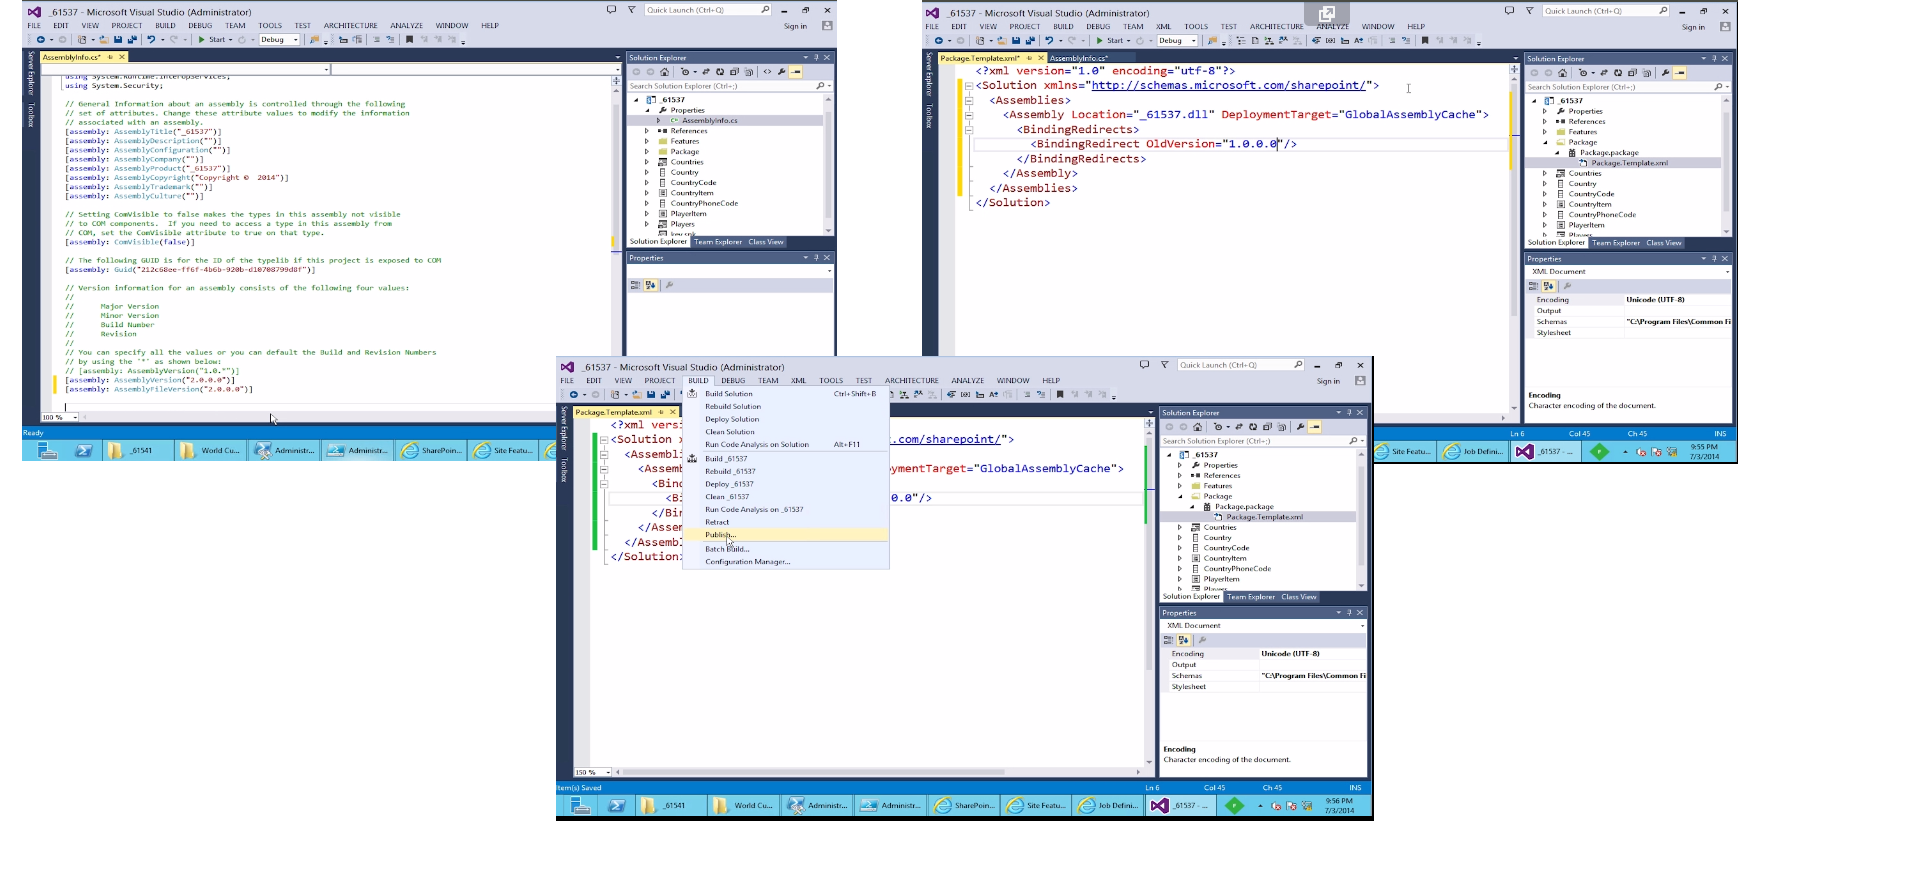 _61537 - Microsoft Visual Studio (Administrator)
Quick Launch (Ctrl+Q)
FILE EDIT VIEW PROJECT BUILD DEBUG TEAM TOOLS TEST ARCHITECTURE ANALYZE WINDOW HELP
Sign in
Start Debug
Server Explorer
Toolbox
AssemblyInfo.cs*
using System.Runtime.InteropServices;
using System.Security;
// General Information about an assembly is controlled through the following
// set of attributes. Change these attribute values to modify the information
// associated with an assembly.
[assembly: AssemblyTitle("_61537")]
[assembly: AssemblyDescription("")]
[assembly: AssemblyConfiguration("")]
[assembly: AssemblyCompany("")]
[assembly: AssemblyProduct("_61537")]
[assembly: AssemblyCopyright("Copyright © 2014")]
[assembly: AssemblyTrademark("")]
[assembly: AssemblyCulture("")]
// Setting ComVisible to false makes the types in this assembly not visible
// to COM components. If you need to access a type in this assembly from
// COM, set the ComVisible attribute to true on that type.
[assembly: ComVisible(false)]
// The following GUID is for the ID of the typelib if this project is exposed to COM
[assembly: Guid("212c68ee-ff6f-4b6b-920b-d10708799d8f")]
// Version information for an assembly consists of the following four values:
//
// Major Version
// Minor Version
// Build Number
// Revision
//
// You can specify all the values or you can default the Build and Revision Numbers
// by using the '*' as shown below:
// [assembly: AssemblyVersion("1.0.*")]
[assembly: AssemblyVersion("2.0.0.0")]
[assembly: AssemblyFileVersion("2.0.0.0")]
100 %
Ready
Solution Explorer
Search Solution Explorer (Ctrl+;)
_61537
Properties
AssemblyInfo.cs
References
Features
Package
Countries
Country
CountryCode
CountryItem
CountryPhoneCode
PlayerItem
Players
key.snk
Solution Explorer Team Explorer Class View
Properties
_61541 World Cu... Administr... Administr... SharePoin... Site Featu...
_61537 - Microsoft Visual Studio (Administrator)
Quick Launch (Ctrl+Q)
FILE EDIT VIEW PROJECT BUILD DEBUG TEAM XML TOOLS TEST ARCHITECTURE ANALYZE WINDOW HELP
Sign in
Start Debug
Server Explorer
Toolbox
Package.Template.xml* AssemblyInfo.cs*
<?xml version="1.0" encoding="utf-8"?>
<Solution xmlns="http://schemas.microsoft.com/sharepoint/">
<Assemblies>
<Assembly Location="_61537.dll" DeploymentTarget="GlobalAssemblyCache">
<BindingRedirects>
<BindingRedirect OldVersion="1.0.0.0"/>
</BindingRedirects>
</Assembly>
</Assemblies>
</Solution>
Solution Explorer
Search Solution Explorer (Ctrl+;)
_61537
Properties
References
Features
Package
Package.package
Package.Template.xml
Countries
Country
CountryCode
CountryItem
CountryPhoneCode
PlayerItem
Players
Solution Explorer Team Explorer Class View
Properties
XML Document
Encoding Unicode (UTF-8)
Output
Schemas "C:\Program Files\Common Fi
Stylesheet
Encoding
Character encoding of the document.
Ln 6 Col 45 Ch 45 INS
Site Featu... Job Defini... _61537 - ... 9:55 PM
7/3/2014
_61537 - Microsoft Visual Studio (Administrator)
Quick Launch (Ctrl+Q)
FILE EDIT VIEW PROJECT BUILD DEBUG TEAM XML TOOLS TEST ARCHITECTURE ANALYZE WINDOW HELP
Sign in
Server Explorer
Toolbox
Package.Template.xml
<?xml versi
<Solution x .com/sharepoint/">
<Assembli
<Assemb ymentTarget="GlobalAssemblyCache">
<Bind
<Bi 0.0"/>
</Bin
</Asse
</Assemb
</Solution>
Build Solution Ctrl+Shift+B
Rebuild Solution
Deploy Solution
Clean Solution
Run Code Analysis on Solution Alt+F11
Build _61537
Rebuild _61537
Deploy _61537
Clean _61537
Run Code Analysis on _61537
Retract
Publish...
Batch Build...
Configuration Manager...
150 %
Item(s) Saved
Solution Explorer
Search Solution Explorer (Ctrl+;)
_61537
Properties
References
Features
Package
Package.package
Package.Template.xml
Countries
Country
CountryCode
CountryItem
CountryPhoneCode
PlayerItem
Players
Solution Explorer Team Explorer Class View
Properties
XML Document
Encoding Unicode (UTF-8)
Output
Schemas "C:\Program Files\Common Fi
Stylesheet
Encoding
Character encoding of the document.
Ln 6 Col 45 Ch 45 INS
_61541 World Cu... Administr... Administr... SharePoin... Site Featu... Job Defini... _61537 - ... 9:56 PM
7/3/2014